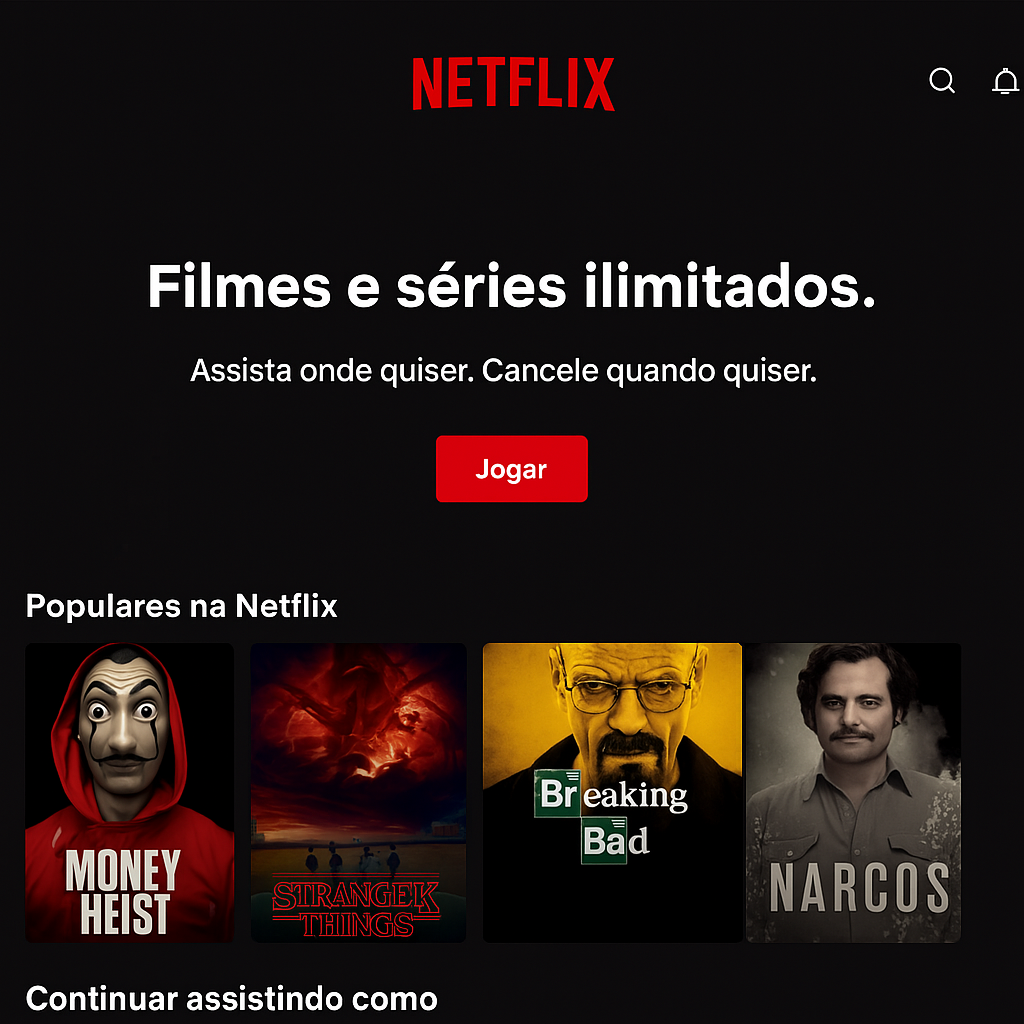 NETFLIX
Filmes e séries ilimitados.
Assista onde quiser. Cancele quando quiser.
Jogar
Populares na Netflix
MONEY
HEIST
STRANGEK
THINGS
Breaking
Bad
NARCOS
Continuar assistindo como